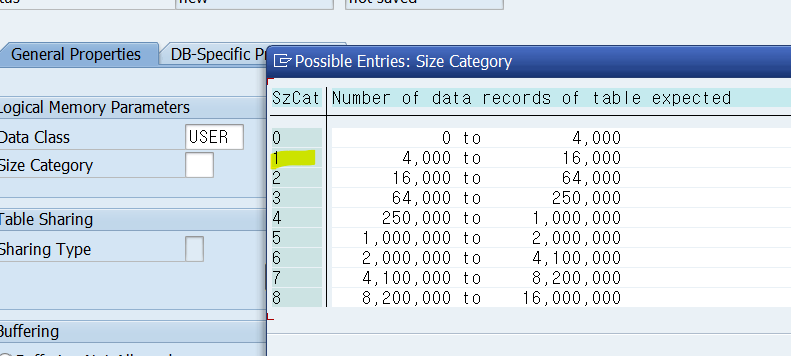 new
not saved
General Properties
DB-Specific P
Possible Entries: Size Category
SzCat Number of data records of table expected
Logical Memory Parameters
Data Class USER
Size Category
0 0 to 4,000
1 4,000 to 16,000
2 16,000 to 64,000
3 64,000 to 250,000
4 250,000 to 1,000,000
5 1,000,000 to 2,000,000
6 2,000,000 to 4,100,000
7 4,100,000 to 8,200,000
8 8,200,000 to 16,000,000
Table Sharing
Sharing Type
Buffering